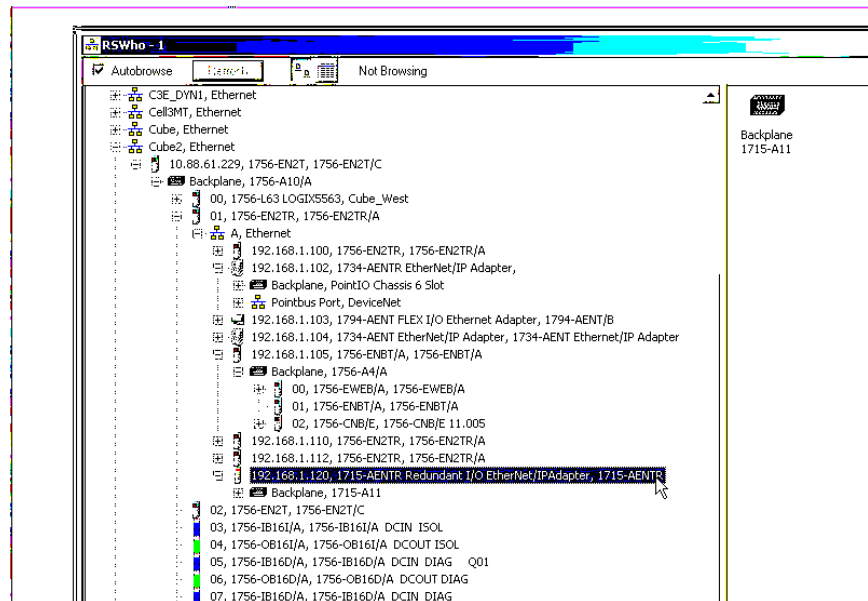 RSWho - 1
Autobrowse
Not Browsing
C3E_DYN1, Ethernet
Cell3MT, Ethernet
Cube, Ethernet
Cube2, Ethernet
10.88.61.229, 1756-EN2T, 1756-EN2T/C
Backplane, 1756-A10/A
00, 1756-L63 LOGIX5563, Cube_West
01, 1756-EN2TR, 1756-EN2TR/A
A, Ethernet
192.168.1.100, 1756-EN2TR, 1756-EN2TR/A
192.168.1.102, 1734-AENTR EtherNet/IP Adapter,
Backplane, PointIO Chassis 6 Slot
Pointbus Port, DeviceNet
192.168.1.103, 1794-AENT FLEX I/O Ethernet Adapter, 1794-AENT/B
192.168.1.104, 1734-AENT EtherNet/IP Adapter, 1734-AENT Ethernet/IP Adapter
192.168.1.105, 1756-ENBT/A, 1756-ENBT/A
Backplane, 1756-A4/A
00, 1756-EWEB/A, 1756-EWEB/A
01, 1756-ENBT/A, 1756-ENBT/A
02, 1756-CNB/E, 1756-CNB/E 11.005
192.168.1.110, 1756-EN2TR, 1756-EN2TR/A
192.168.1.112, 1756-EN2TR, 1756-EN2TR/A
192.168.1.120, 1715-AENTR Redundant I/O EtherNet/IPAdapter, 1715-AENTR
Backplane, 1715-A11
02, 1756-EN2T, 1756-EN2T/C
03, 1756-IB16I/A, 1756-IB16I/A DCIN ISOL
04, 1756-OB16I/A, 1756-OB16I/A DCOUT ISOL
05, 1756-IB16D/A, 1756-IB16D/A DCIN DIAG Q01
06, 1756-OB16D/A, 1756-OB16D/A DCOUT DIAG
07, 1756-IB16D/A, 1756-IB16D/A DCIN DIAG
Backplane
1715-A11